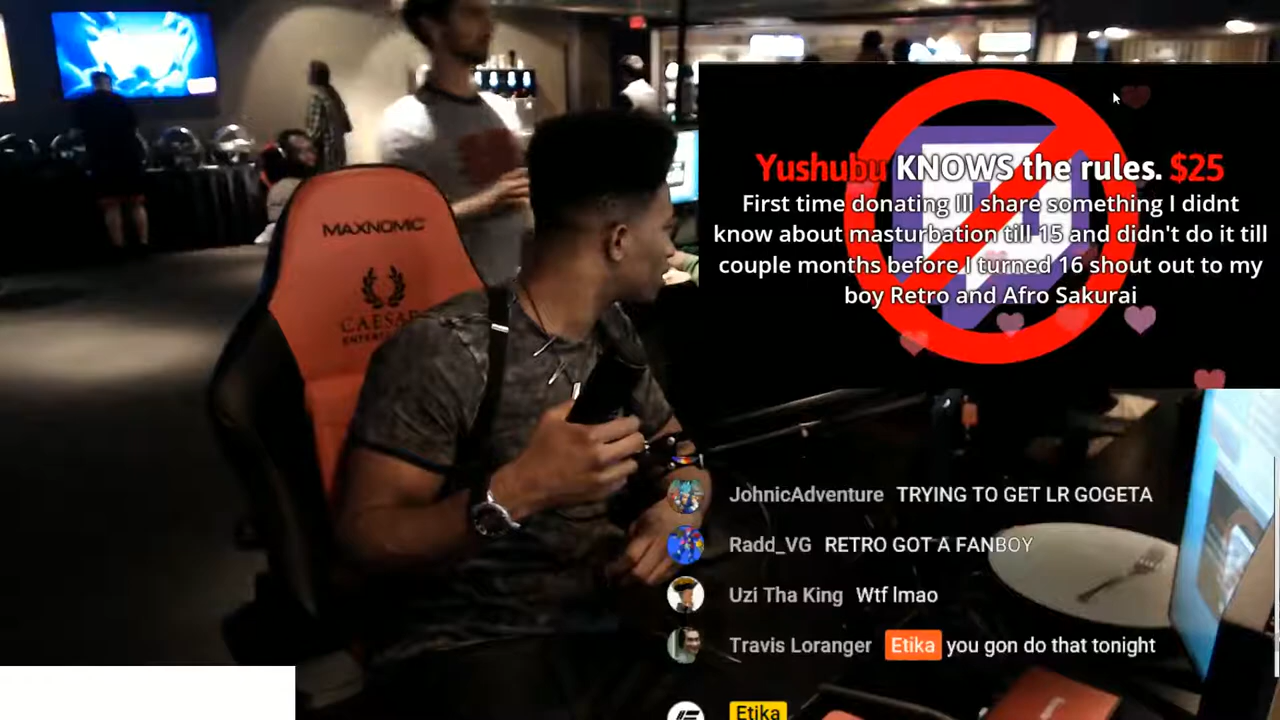 MAXNOMIC
CAESARS
Yushubu KNOWS the rules. $25
First time donating Ill share something I didnt
know about masturbation till 15 and didn't do it till
couple months before I turned 16 shout out to my
boy Retro and Afro Sakurai
JohnicAdventure TRYING TO GET LR GOGETA
Radd_VG RETRO GOT A FANBOY
Uzi Tha King Wtf lmao
Travis Loranger Etika you gon do that tonight
Etika